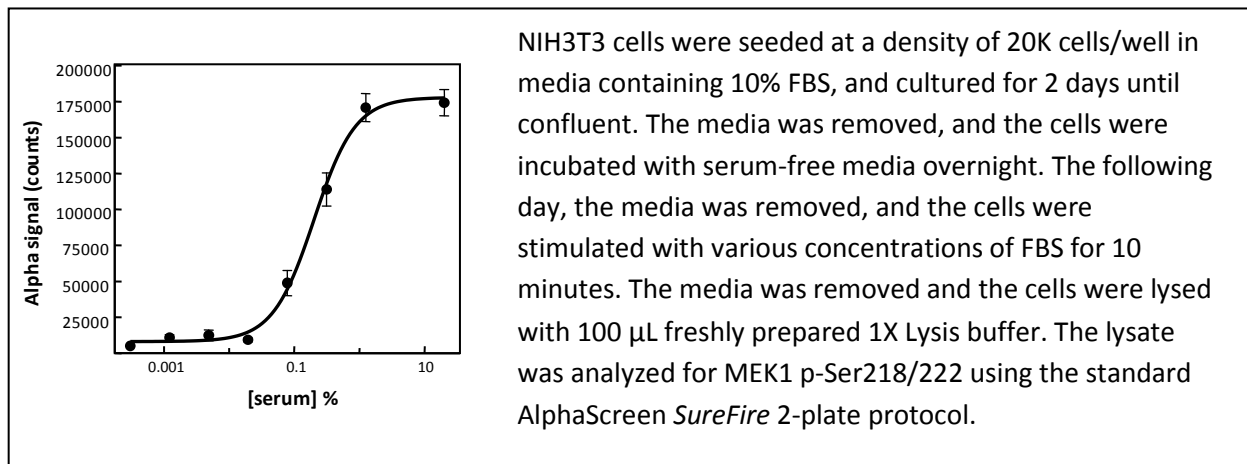 200000
175000
150000
125000
100000
75000
50000
25000
Alpha signal (counts)
0.001
0.1
10
[serum] %
NIH3T3 cells were seeded at a density of 20K cells/well in
media containing 10% FBS, and cultured for 2 days until
confluent. The media was removed, and the cells were
incubated with serum-free media overnight. The following
day, the media was removed, and the cells were
stimulated with various concentrations of FBS for 10
minutes. The media was removed and the cells were lysed
with 100 µL freshly prepared 1X Lysis buffer. The lysate
was analyzed for MEK1 p-Ser218/222 using the standard
AlphaScreen SureFire 2-plate protocol.